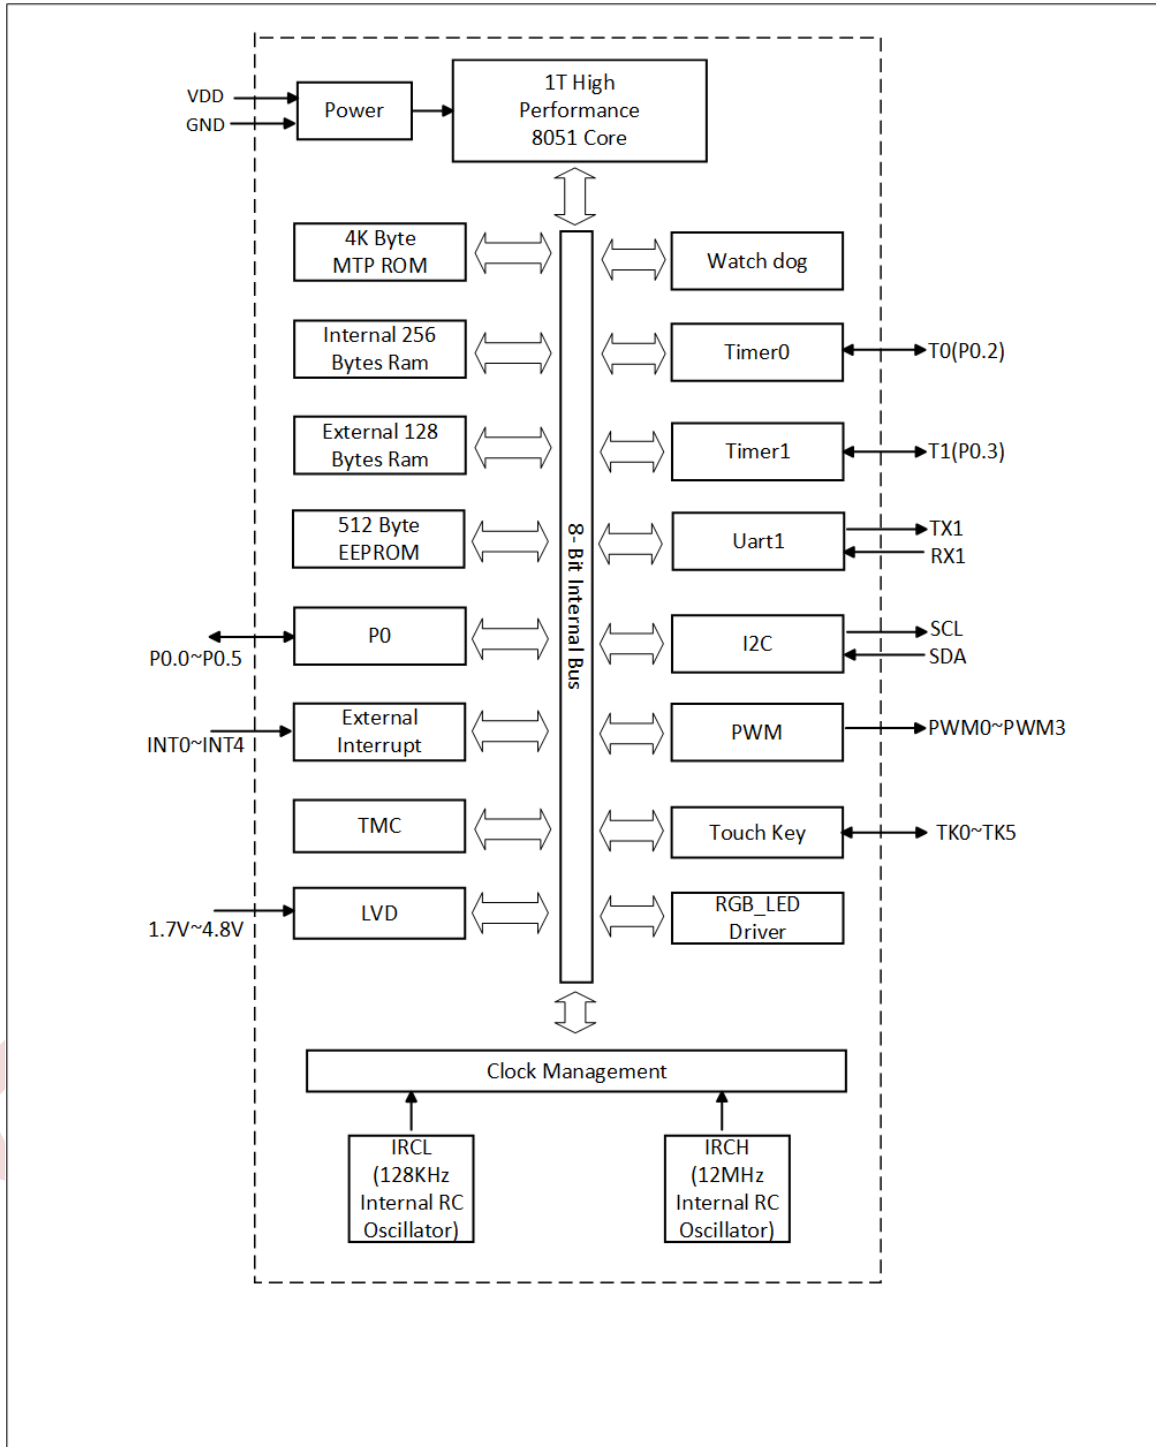 1T High
Performance
8051 Core
VDD
GND
Power
4K Byte
MTP ROM
Watch dog
Internal 256
Bytes Ram
Timer0
T0(P0.2)
External 128
Bytes Ram
Timer1
T1(P0.3)
512 Byte
EEPROM
8- Bit Internal Bus
Uart1
TX1
RX1
P0
P0.0~P0.5
I2C
SCL
SDA
External
Interrupt
INT0~INT4
PWM
PWM0~PWM3
TMC
Touch Key
TK0~TK5
LVD
1.7V~4.8V
RGB_LED
Driver
Clock Management
IRCL
(128KHz
Internal RC
Oscillator)
IRCH
(12MHz
Internal RC
Oscillator)